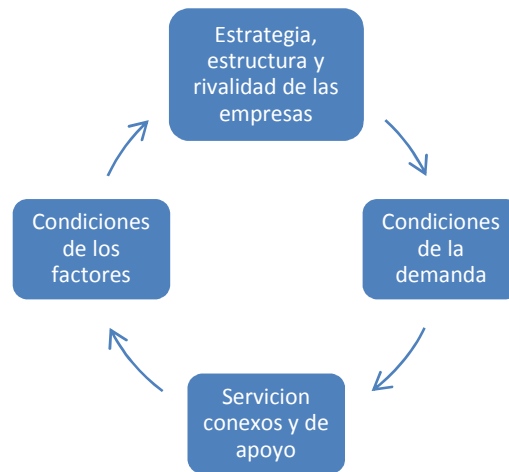 Estrategia,
estructura y
rivalidad de las
empresas
Condiciones
de los
factores
Condiciones
de la
demanda
Servicion
conexos y de
apoyo